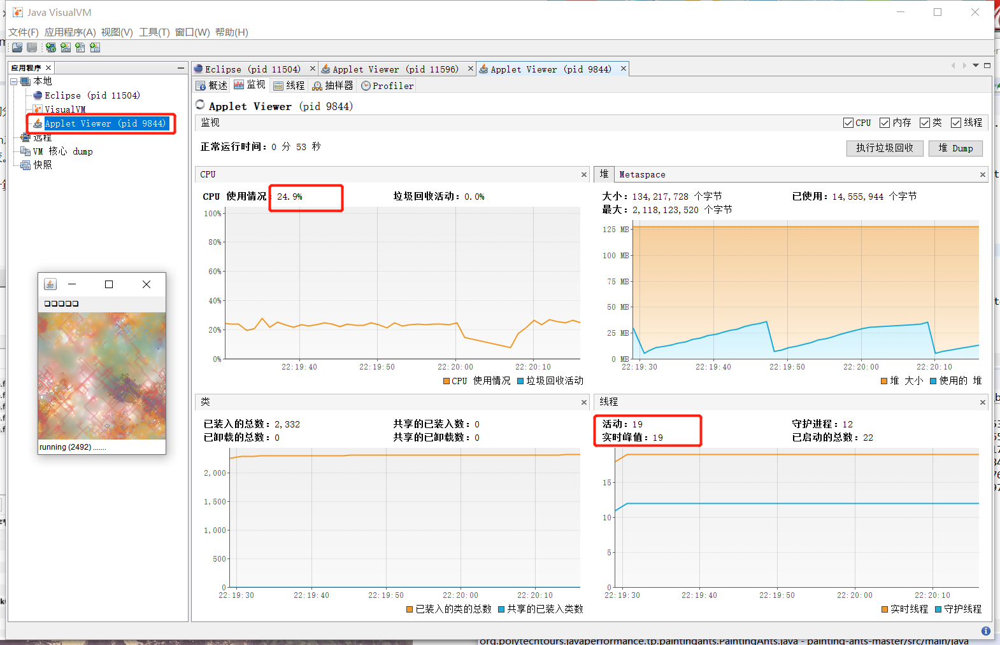 Java VisualVM
文件(F) 应用程序(A) 视图(V) 工具(T) 窗口(W) 帮助(H)
应用程序
本地
Eclipse (pid 11504)
VisualVM
Applet Viewer (pid 9844)
远程
VM 核心 dump
快照
Eclipse (pid 11504) Applet Viewer (pid 11596) Applet Viewer (pid 9844)
概述 监视 线程 抽样器 Profiler
Applet Viewer (pid 9844)
监视 CPU 内存 类 线程
正常运行时间：0 分 53 秒
执行垃圾回收 堆 Dump
CPU
CPU 使用情况：24.9% 垃圾回收活动：0.0%
100%
80%
60%
40%
20%
0%
22:19:40 22:19:50 22:20:00 22:20:10
CPU 使用情况 垃圾回收活动
堆 Metaspace
大小：134,217,728 个字节 已使用：14,555,944 个字节
最大：2,118,123,520 个字节
125 MB
100 MB
75 MB
50 MB
25 MB
0 MB
22:19:30 22:19:40 22:19:50 22:20:00 22:20:10
堆 大小 使用的 堆
类
已装入的总数：2,332 共享的已装入数：0
已卸载的总数：0 共享的已卸载数：0
2,000
1,500
1,000
500
0
22:19:30 22:19:40 22:19:50 22:20:00 22:20:10
已装入的类的总数 共享的已装入类数
线程
活动：19 守护进程：12
实时峰值：19 已启动的总数：22
15
10
5
0
22:19:30 22:19:40 22:19:50 22:20:00 22:20:10
实时线程 守护线程
running (2492) .......
org.polytechtours.javaperformance.tp.paintingants.PaintingAnts.java - painting-ants-master/src/main/java